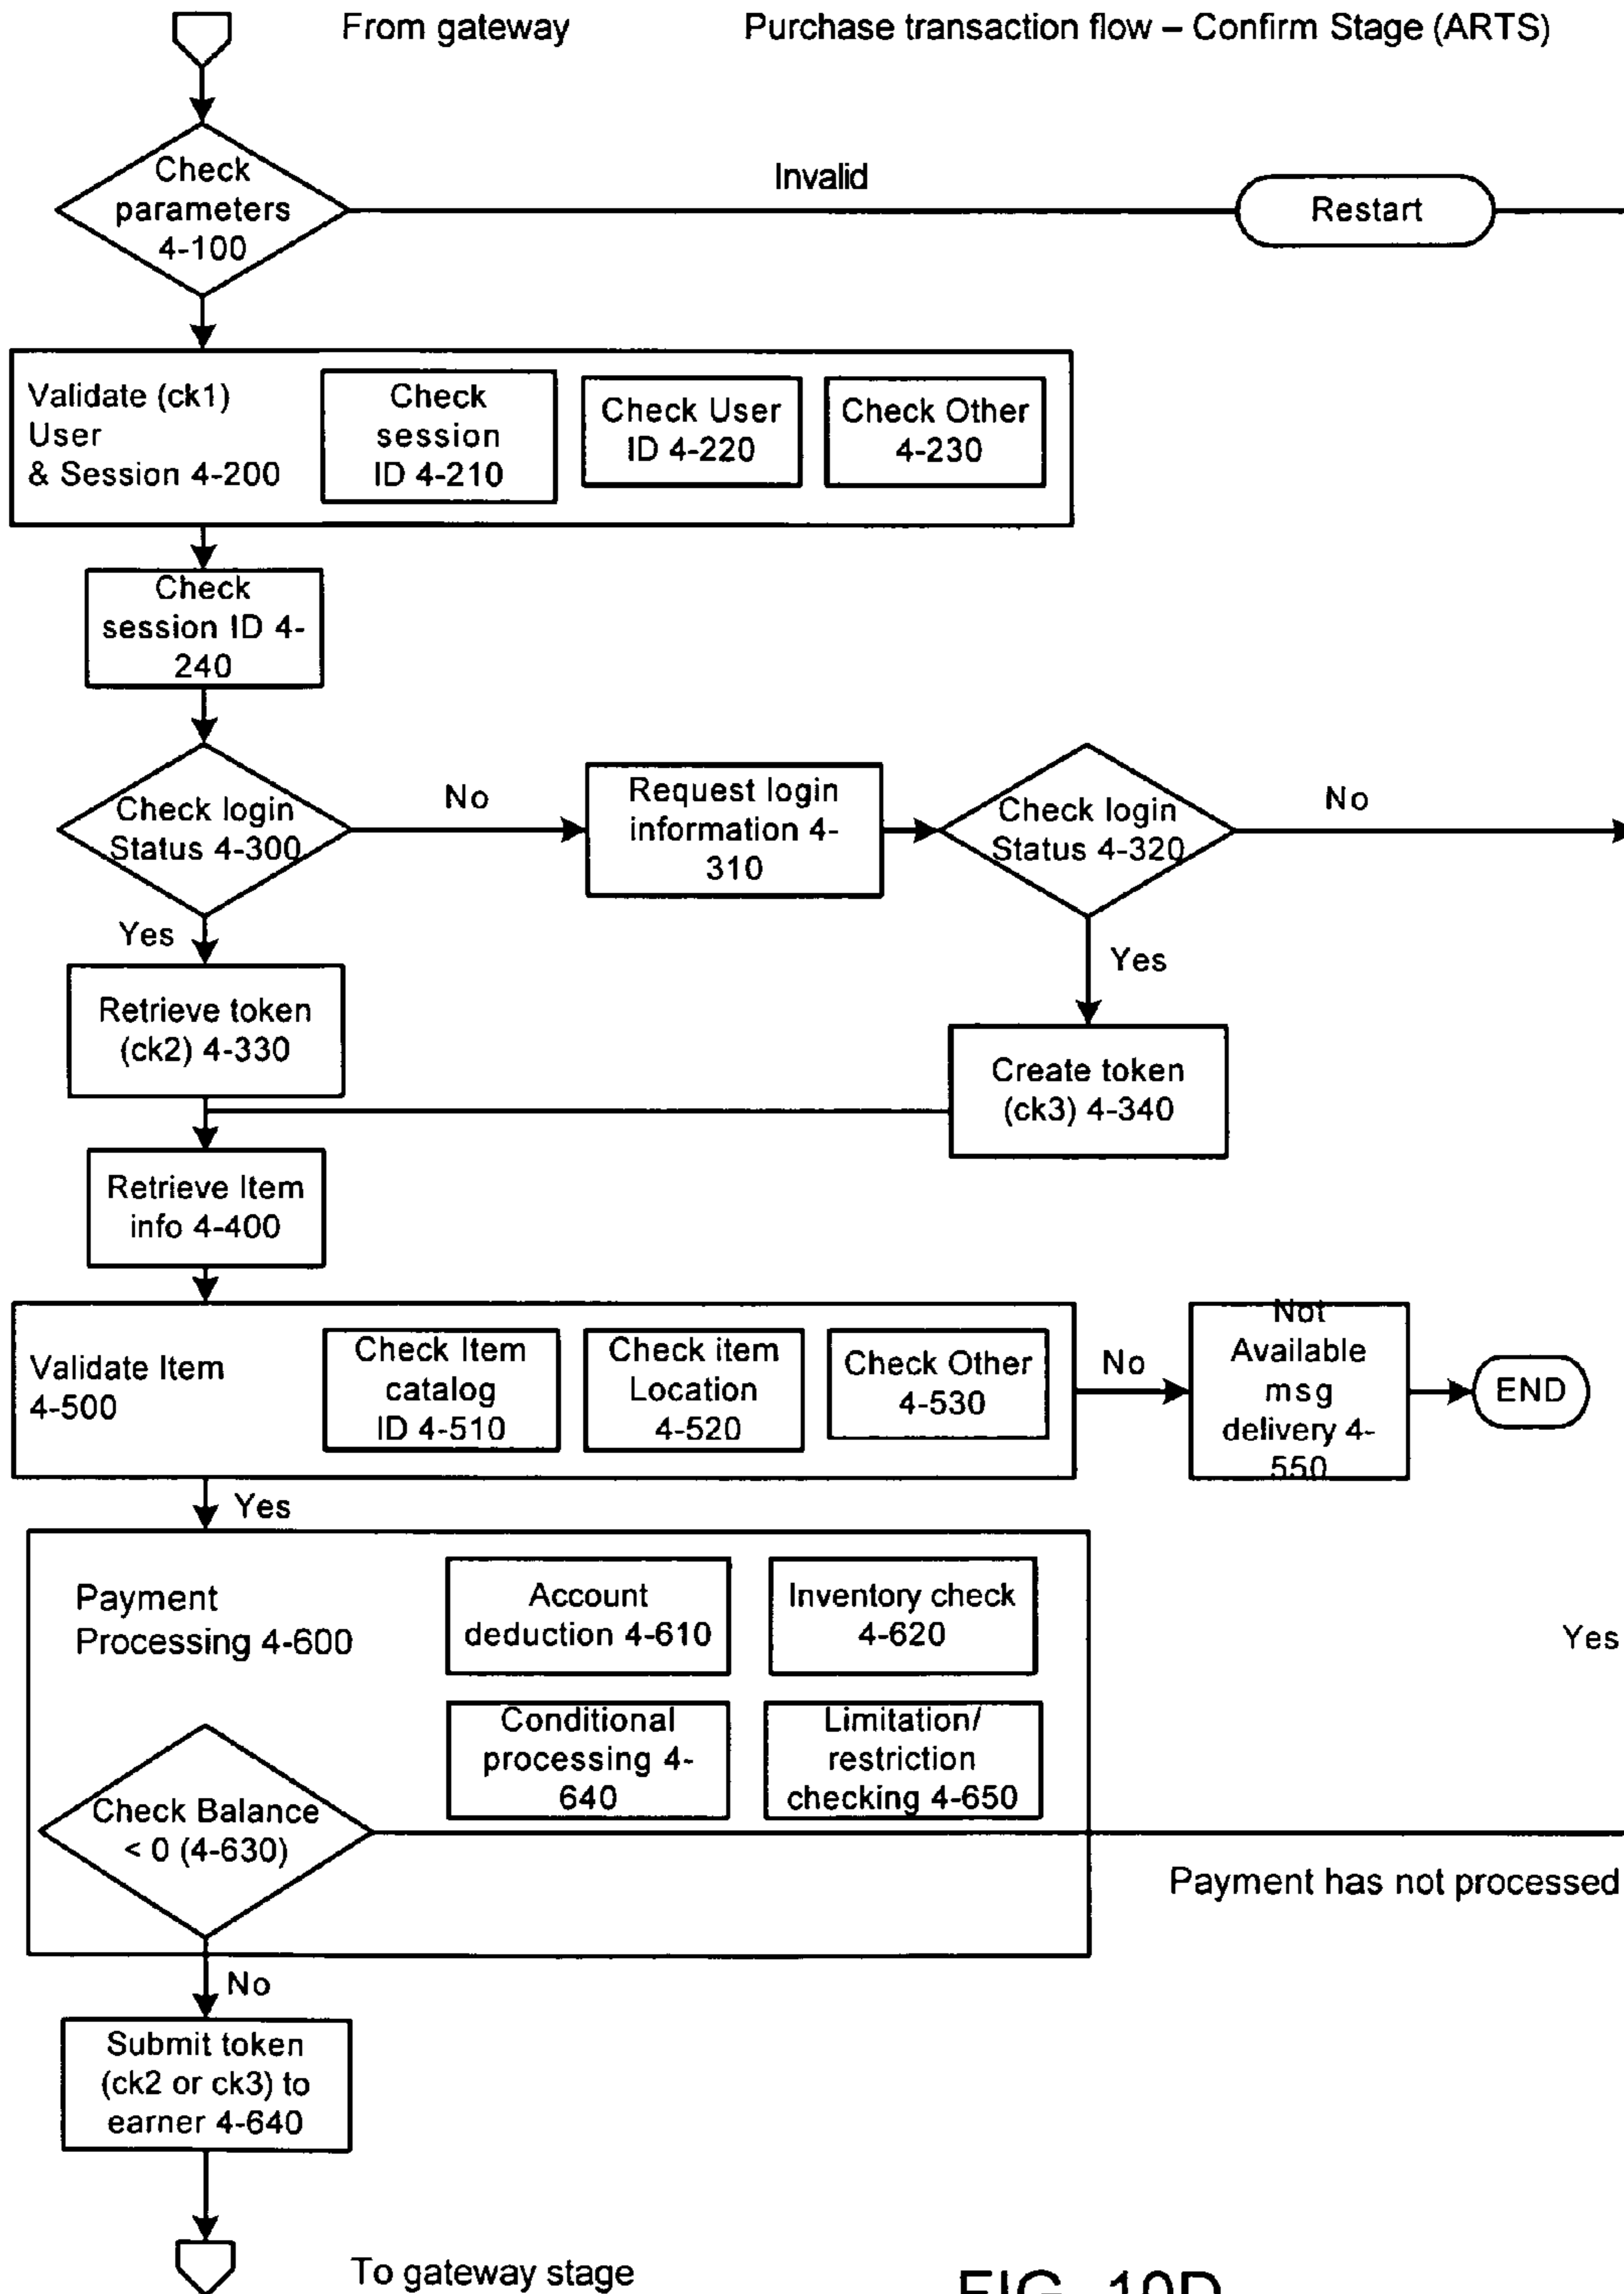 From gateway
Purchase transaction flow – Confirm Stage (ARTS)
Check
parameters
4-100
Invalid
Restart
Validate (ck1)
User
& Session 4-200
Check
session
ID 4-210
Check User
ID 4-220
Check Other
4-230
Check
session ID 4-
240
Check login
Status 4-300
No
Request login
information 4-
310
Check login
Status 4-320
No
Yes
Retrieve token
(ck2) 4-330
Yes
Create token
(ck3) 4-340
Retrieve Item
info 4-400
Validate Item
4-500
Check Item
catalog
ID 4-510
Check item
Location
4-520
Check Other
4-530
No
Not
Available
msg
delivery 4-
550
END
Yes
Payment
Processing 4-600
Account
deduction 4-610
Inventory check
4-620
Yes
Conditional
processing 4-
640
Limitation/
restriction
checking 4-650
Check Balance
< 0 (4-630)
Payment has not processed
No
Submit token
(ck2 or ck3) to
earner 4-640
To gateway stage
FIG. 10D